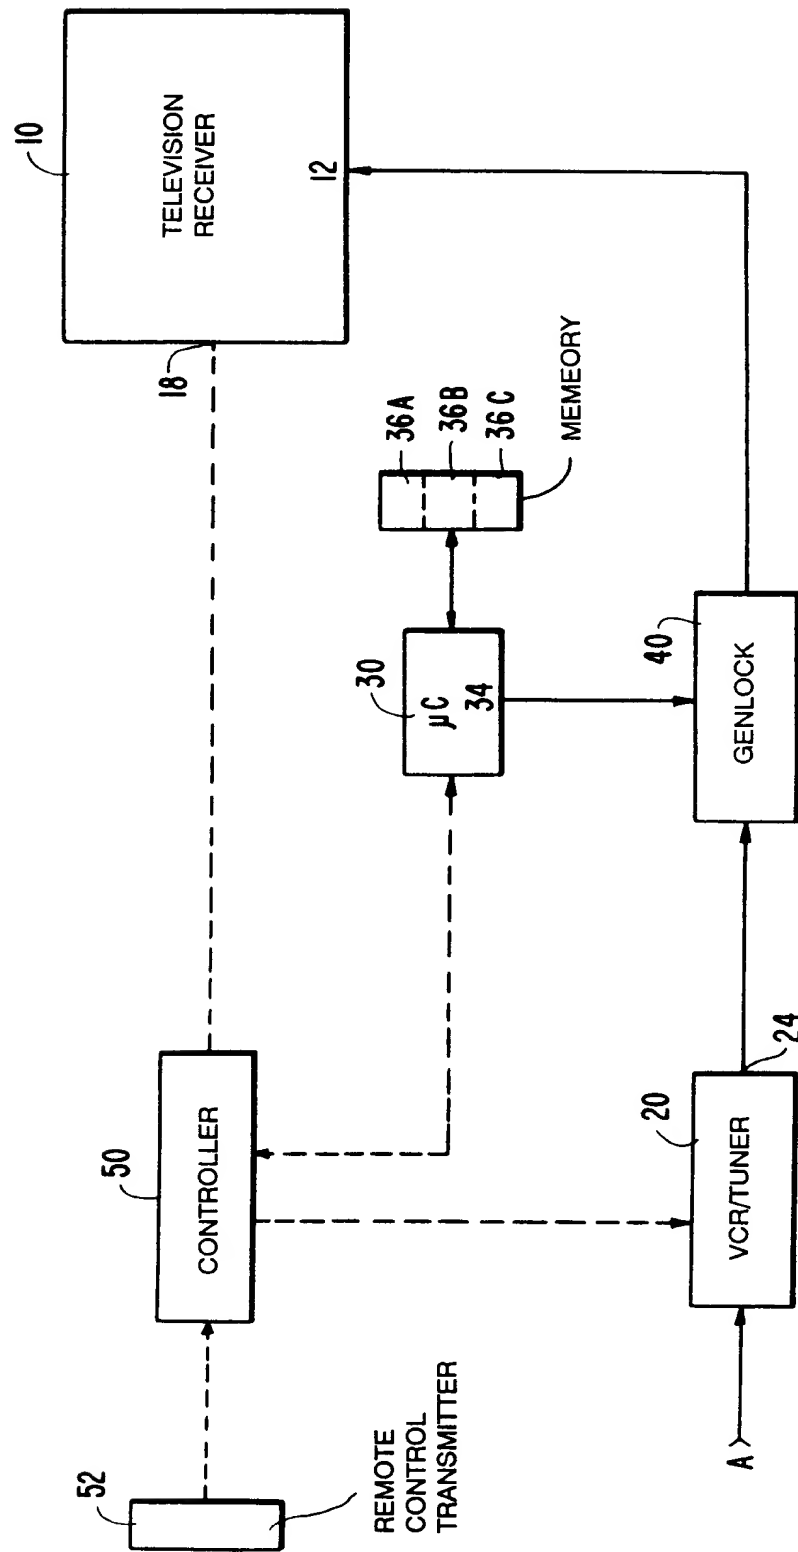 10
TELEVISION
RECEIVER
12
18
36A
36B
36C
MEMEORY
30
μC
34
40
GENLOCK
50
CONTROLLER
20
VCR/TUNER
24
A
52
REMOTE
CONTROL
TRANSMITTER